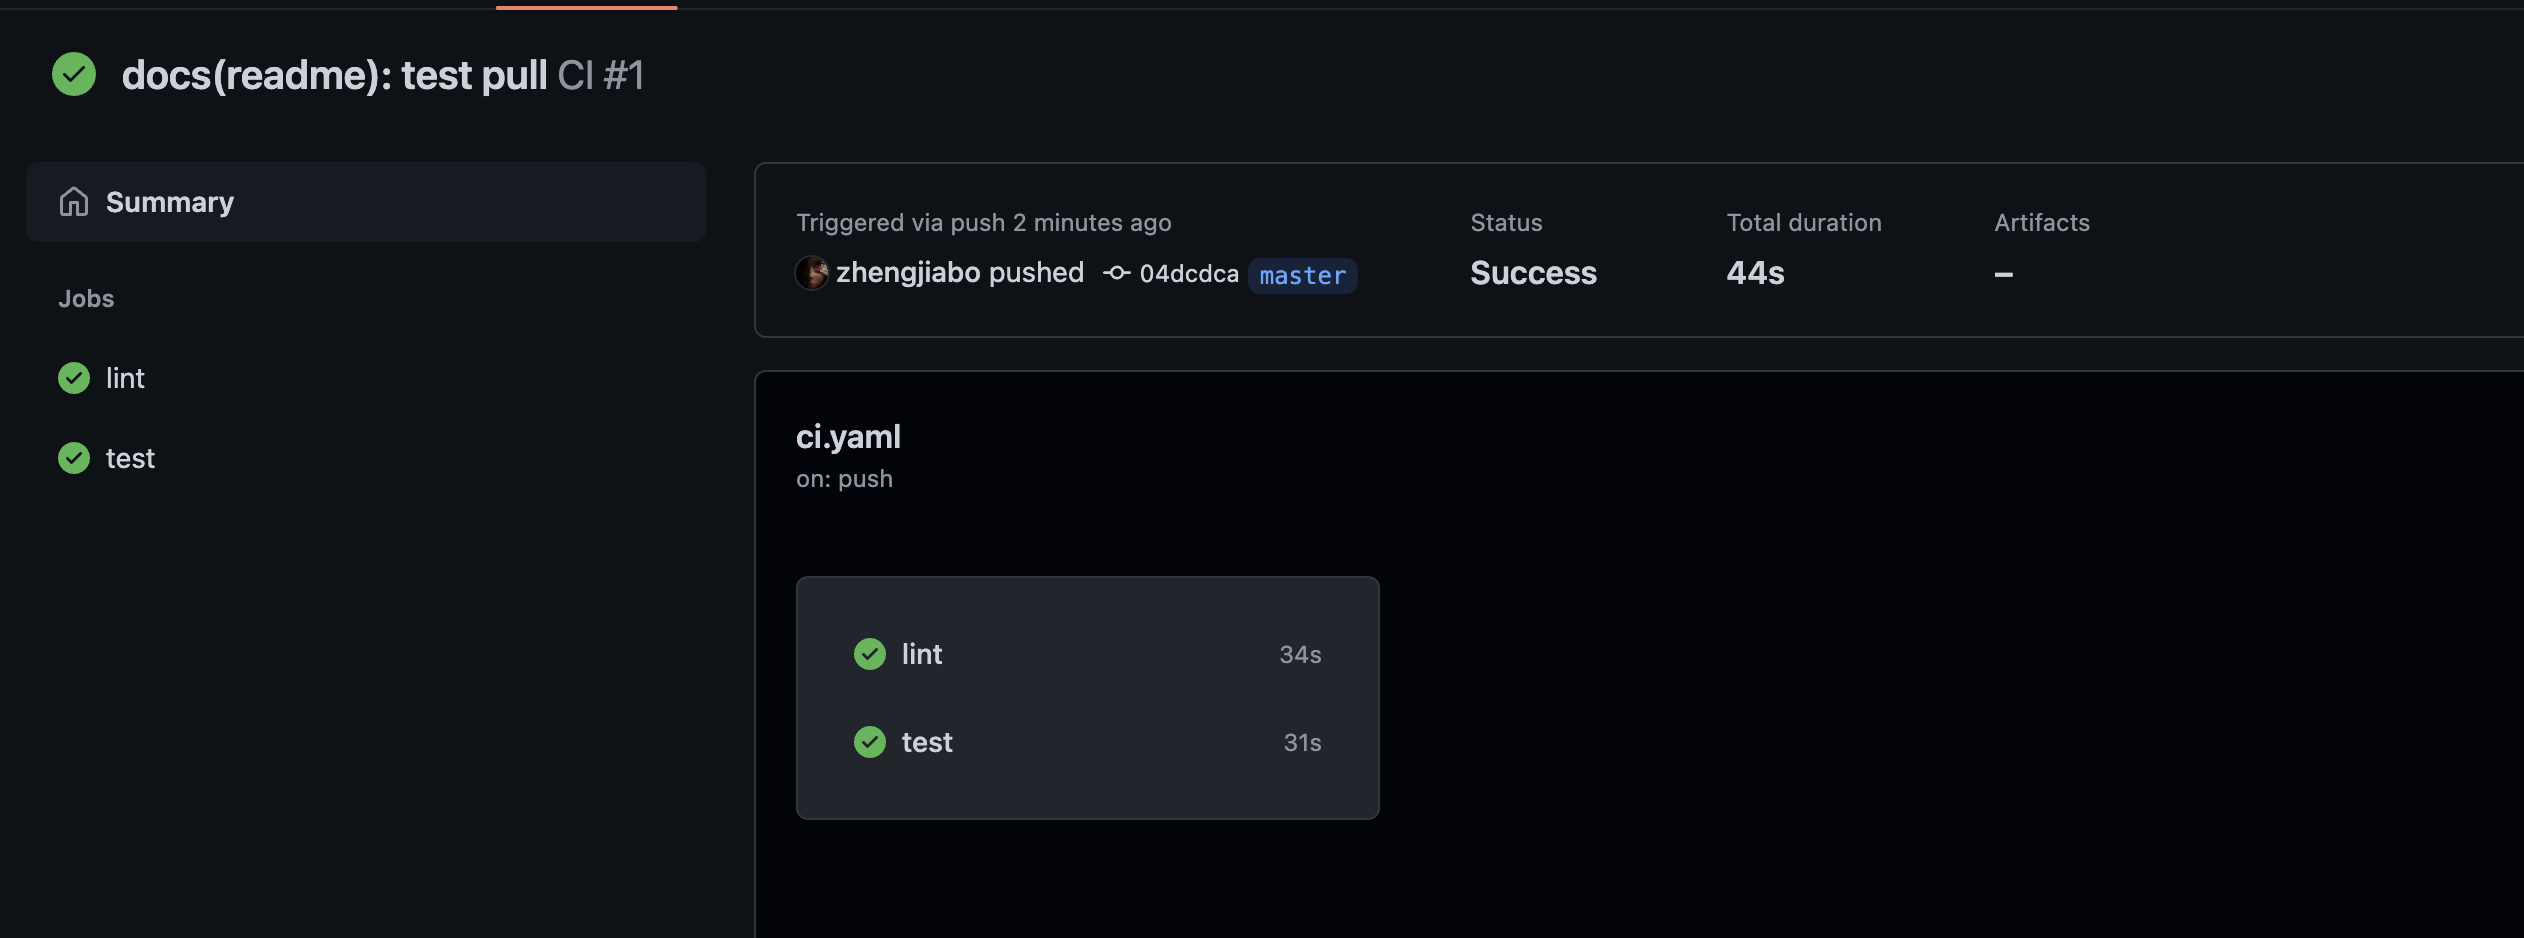 docs(readme): test pull CI #1
Summary
Jobs
lint
test
Triggered via push 2 minutes ago
zhengjiabo pushed 04dcdca master
Status
Success
Total duration
44s
Artifacts
–
ci.yaml
on: push
lint 34s
test 31s